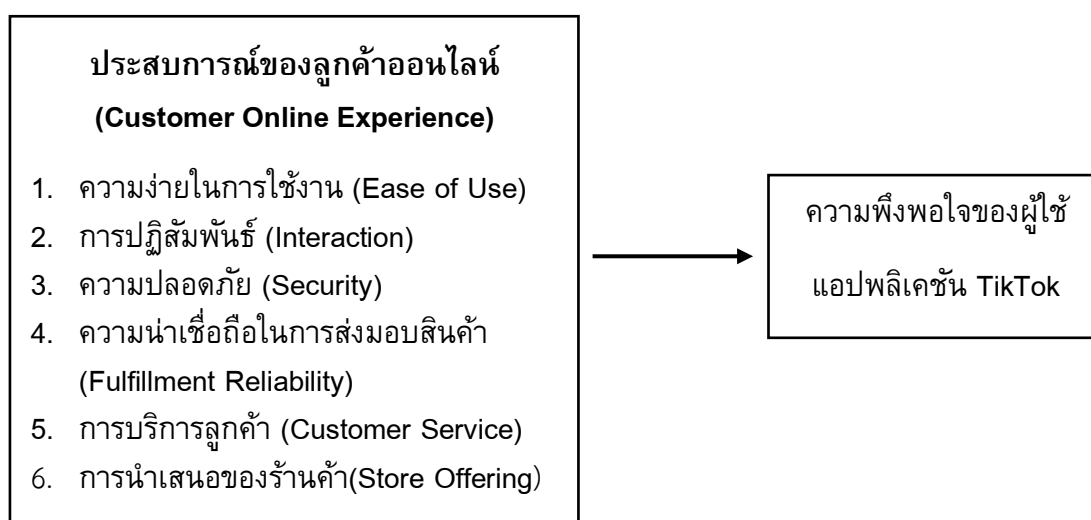 ประสบการณ์ของลูกค้าออนไลน์
(Customer Online Experience)
1. ความง่ายในการใช้งาน (Ease of Use)
2. การปฏิสัมพันธ์ (Interaction)
3. ความปลอดภัย (Security)
4. ความน่าเชื่อถือในการส่งมอบสินค้า
(Fulfillment Reliability)
5. การบริการลูกค้า (Customer Service)
6. การนำเสนอของร้านค้า(Store Offering)
ความพึงพอใจของผู้ใช้
แอปพลิเคชัน TikTok